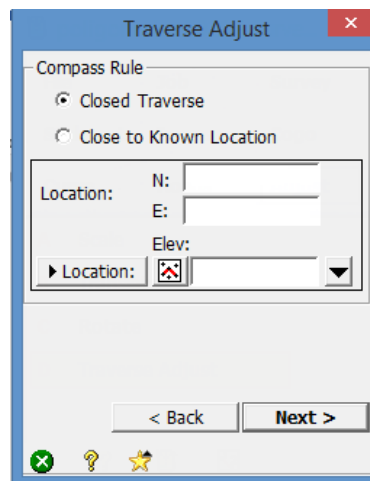 Traverse Adjust
Compass Rule
Closed Traverse
Close to Known Location
Location:
N:
E:
Elev:
Location:
< Back
Next >